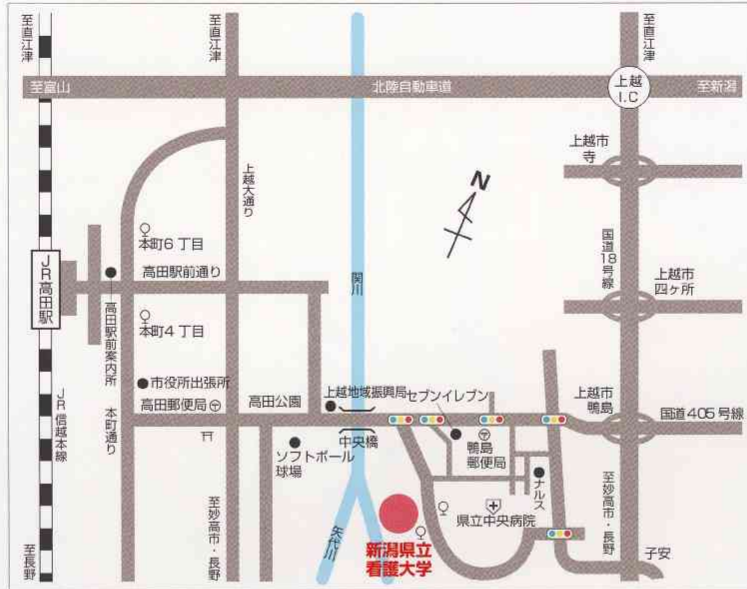 至直江津
至直江津
至直江津
至富山
北陸自動車道
上越
I.C
至新潟
上越市
寺
上越大通り
N
本町6丁目
国道18号線
JR高田駅
高田駅前通り
関川
上越市
四ヶ所
高田駅前案内所
本町4丁目
市役所出張所
高田郵便局
高田公園
上越地域振興局
セブンイレブン
上越市
鴨島
国道405号線
JR信越本線
本町通り
中央橋
ソフトボール
球場
鴨島
郵便局
ナルス
県立中央病院
至妙高市・長野
至妙高市・長野
矢代川
新潟県立
看護大学
子安
至長野